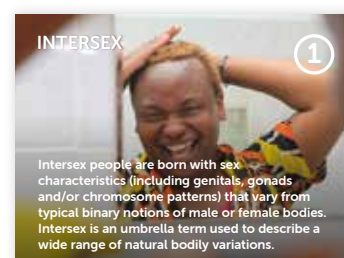 INTERSEX
1
Intersex people are born with sex
characteristics (including genitals, gonads
and/or chromosome patterns) that vary from
typical binary notions of male or female bodies.
Intersex is an umbrella term used to describe a
wide range of natural bodily variations.